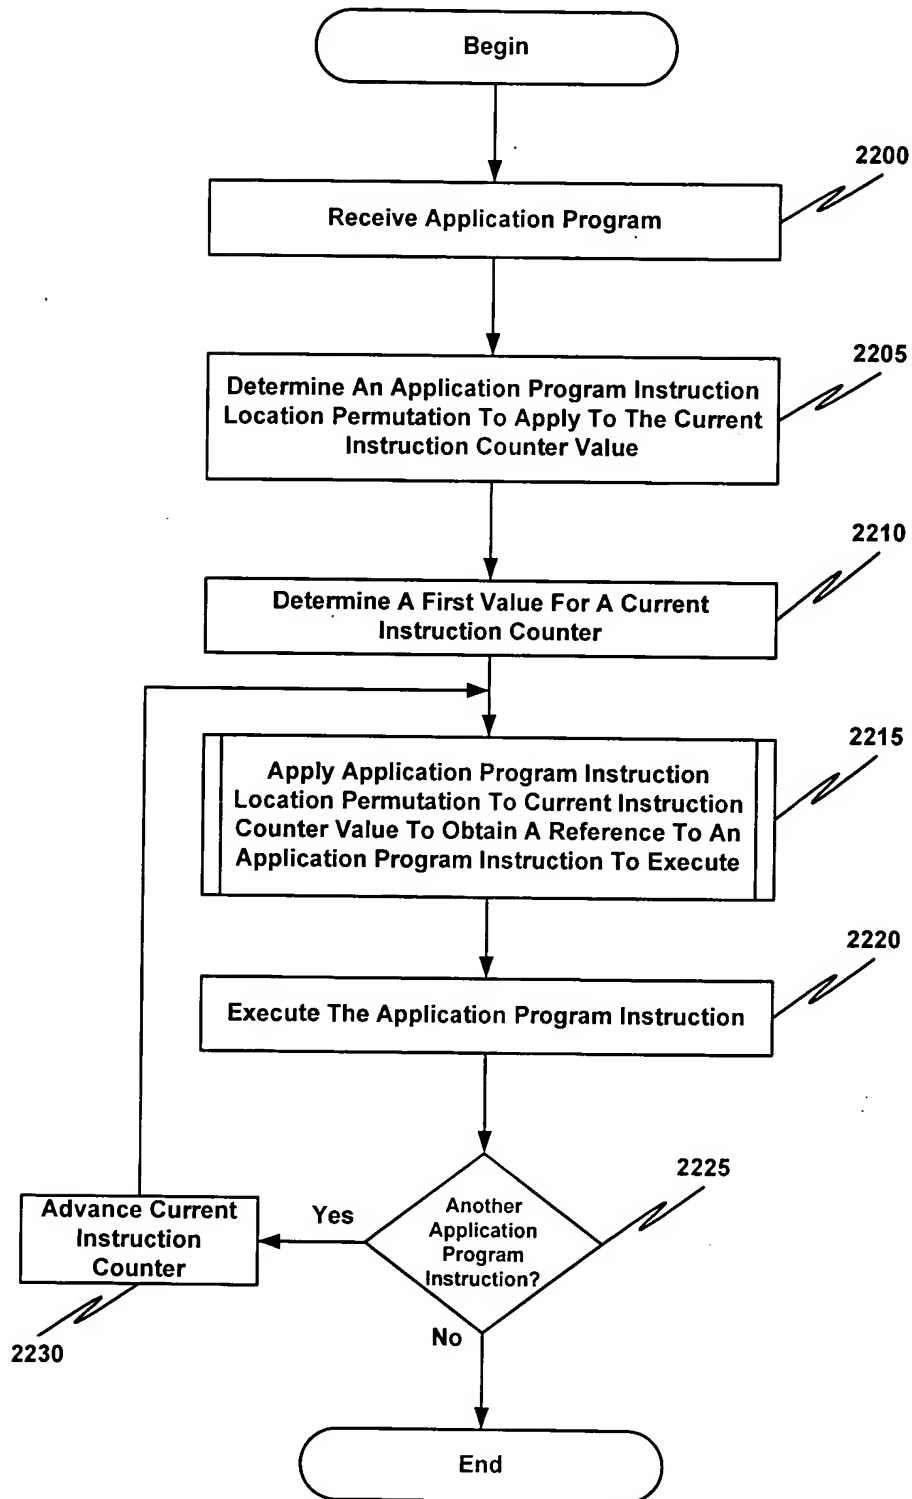 Begin
2200
Receive Application Program
2205
Determine An Application Program Instruction
Location Permutation To Apply To The Current
Instruction Counter Value
2210
Determine A First Value For A Current
Instruction Counter
2215
Apply Application Program Instruction
Location Permutation To Current Instruction
Counter Value To Obtain A Reference To An
Application Program Instruction To Execute
2220
Execute The Application Program Instruction
2225
Another
Application
Program
Instruction?
Yes
Advance Current
Instruction
Counter
2230
No
End